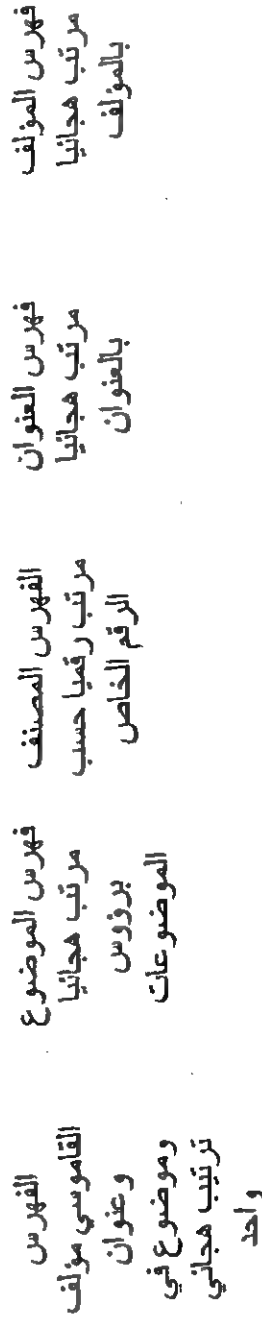 فهرس المؤلف
مرتب هجائيا
بالمؤلف
فهرس العنوان
مرتب هجائيا
بالعنوان
الفهرس المصنف
مرتب رقميا حسب
الرقم الخاص
فهرس الموضوع
مرتب هجائيا
برؤوس
الموضوعات
الفهرس
القاموسي مؤلف
وعنوان
وموضوع في
ترتيب هجائي
واحد